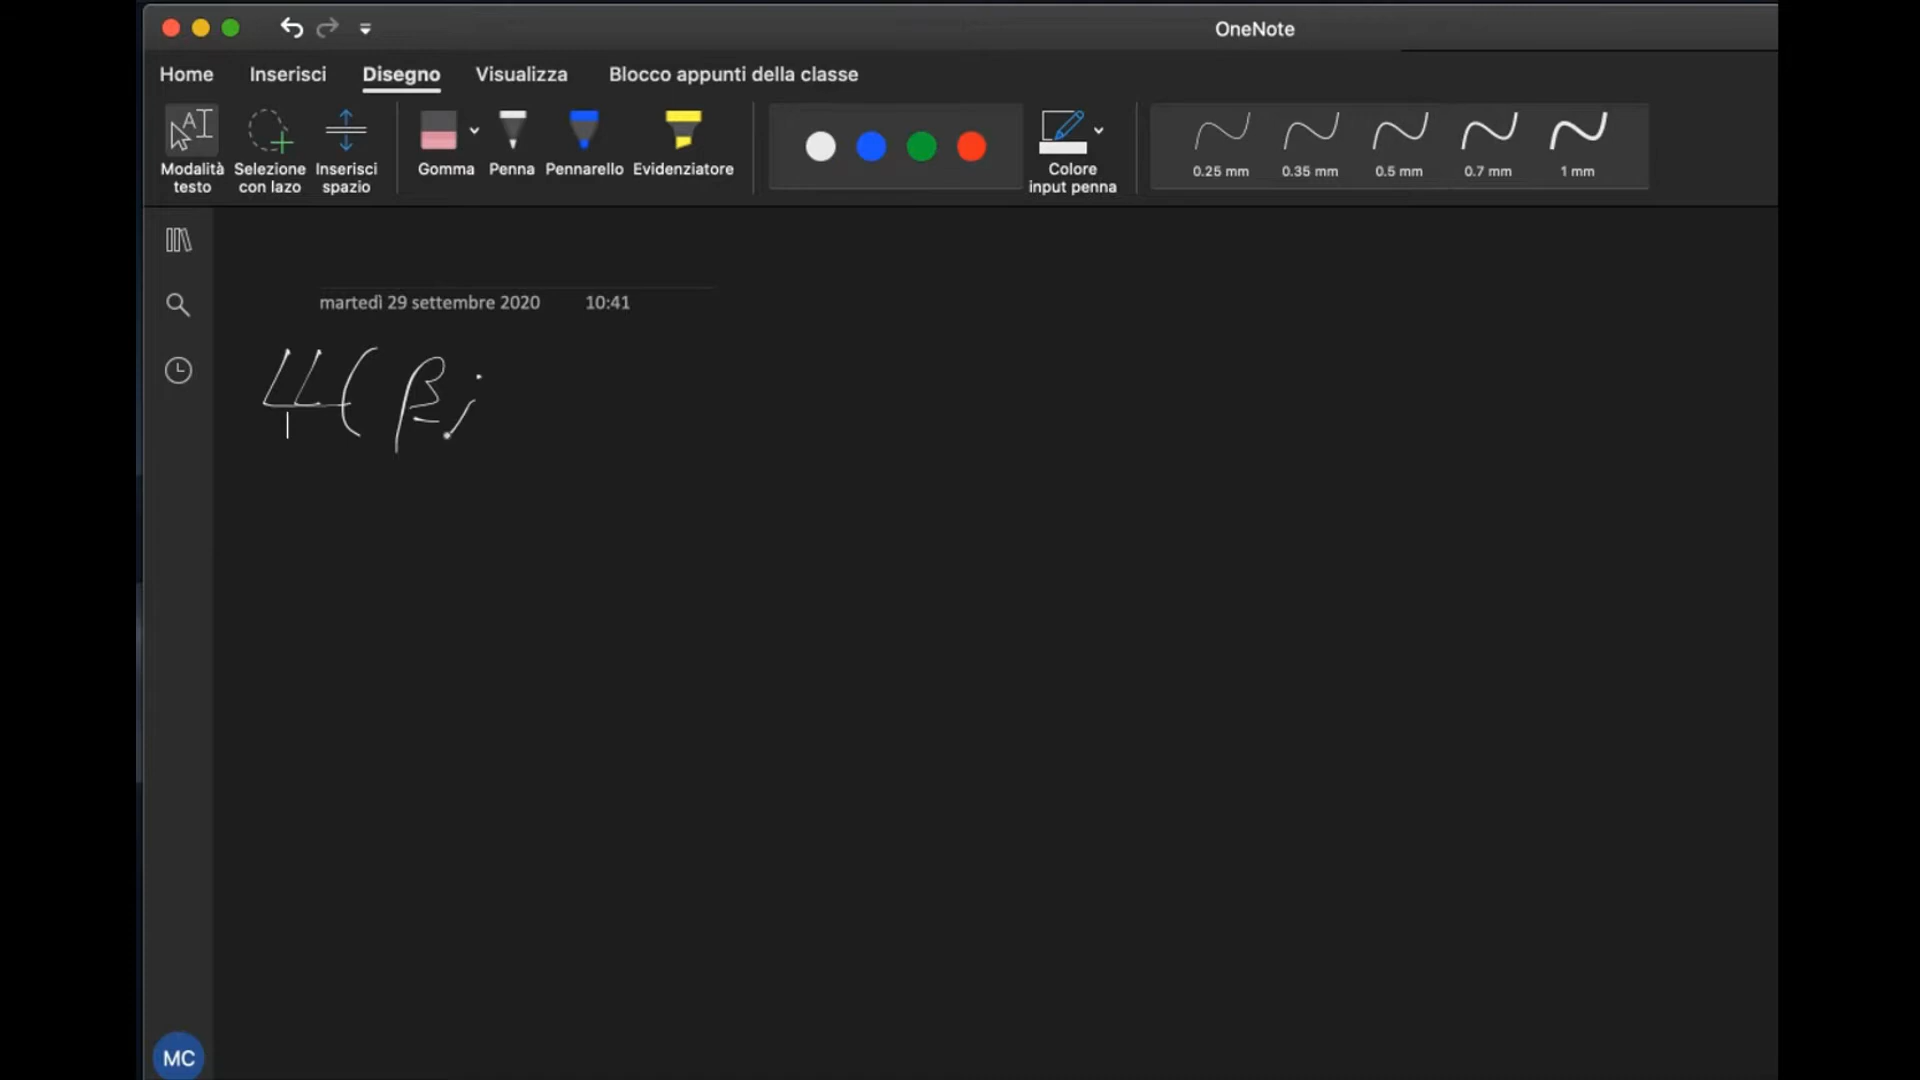 OneNote
Home Inserisci Disegno Visualizza Blocco appunti della classe
Modalità testo Selezione con lazo Inserisci spazio Gomma Penna Pennarello Evidenziatore Colore input penna 0.25 mm 0.35 mm 0.5 mm 0.7 mm 1 mm
martedì 29 settembre 2020 10:41
( β
MC